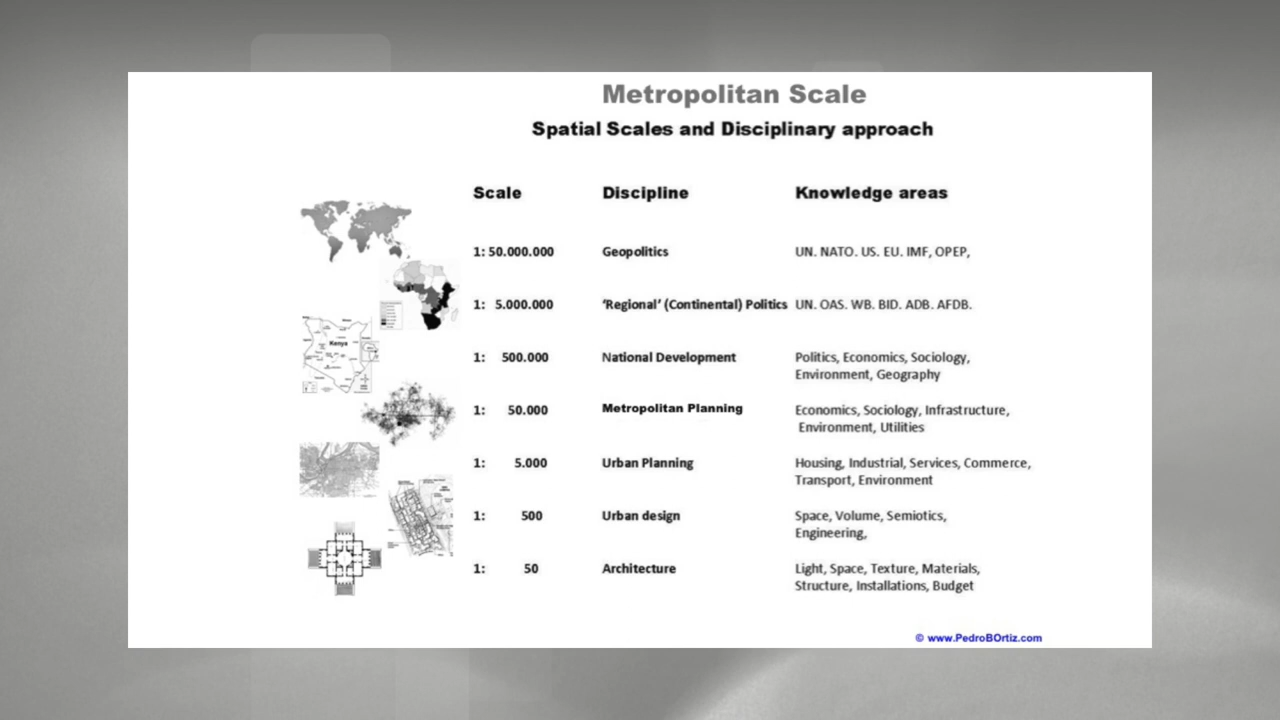 Metropolitan Scale
Spatial Scales and Disciplinary approach
Scale Discipline Knowledge areas
1: 50.000.000 Geopolitics UN. NATO. US. EU. IMF, OPEP,
1: 5.000.000 ‘Regional’ (Continental) Politics UN. OAS. WB. BID. ADB. AFDB.
Kenya
1: 500.000 National Development Politics, Economics, Sociology,
Environment, Geography
1: 50.000 Metropolitan Planning Economics, Sociology, Infrastructure,
Environment, Utilities
1: 5.000 Urban Planning Housing, Industrial, Services, Commerce,
Transport, Environment
1: 500 Urban design Space, Volume, Semiotics,
Engineering,
1: 50 Architecture Light, Space, Texture, Materials,
Structure, Installations, Budget
© www.PedroBOrtiz.com